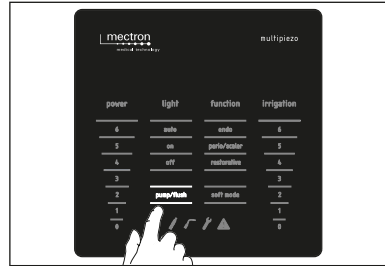 mectron
medical technology
multipiezo
power light function irrigation
6 auto endo 6
5 on perio/scaler 5
4 off restorative 4
3 3
2 pump/flush soft mode 2
1 1
0 0